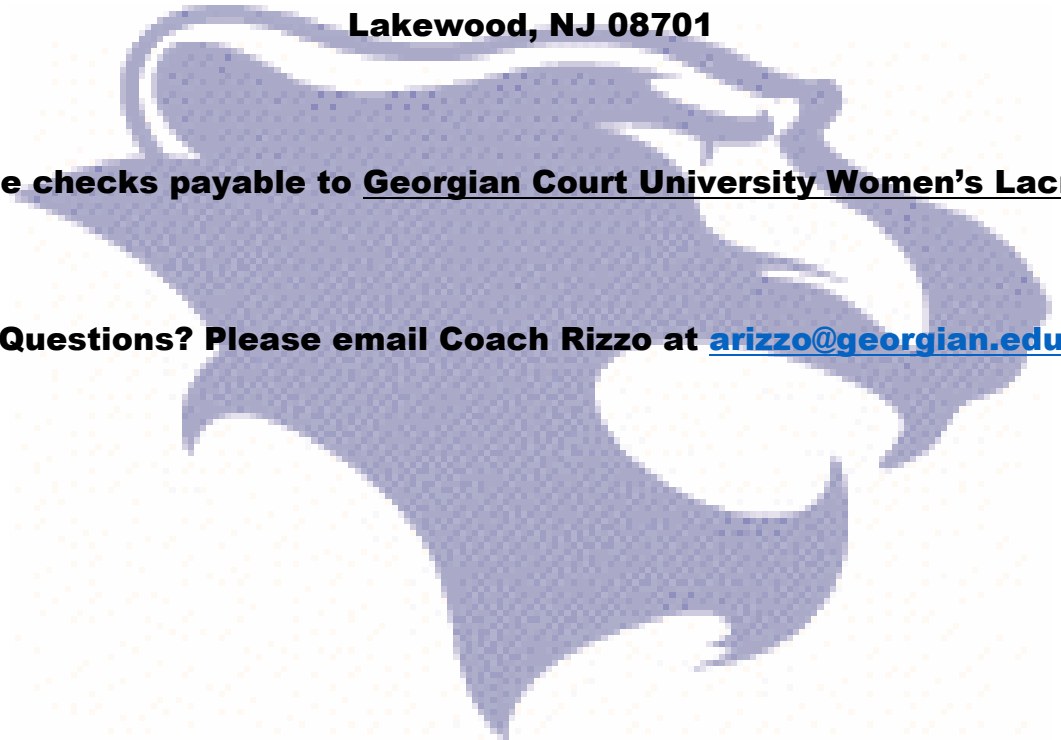 Lakewood, NJ 08701
e checks payable to Georgian Court University Women’s Lac
Questions? Please email Coach Rizzo at arizzo@georgian.edu